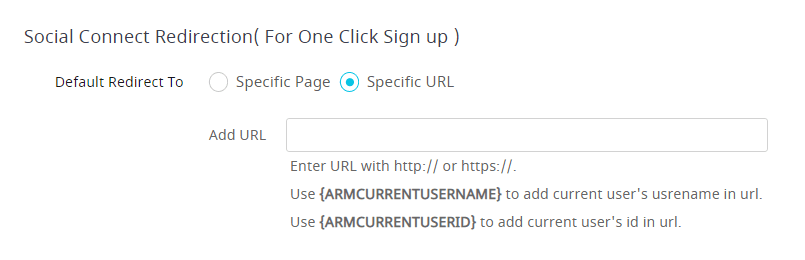 Social Connect Redirection( For One Click Sign up )
Default Redirect To Specific Page Specific URL
Add URL
Enter URL with http:// or https://.
Use {ARMCURRENTUSERNAME} to add current user's usrename in url.
Use {ARMCURRENTUSERID} to add current user's id in url.